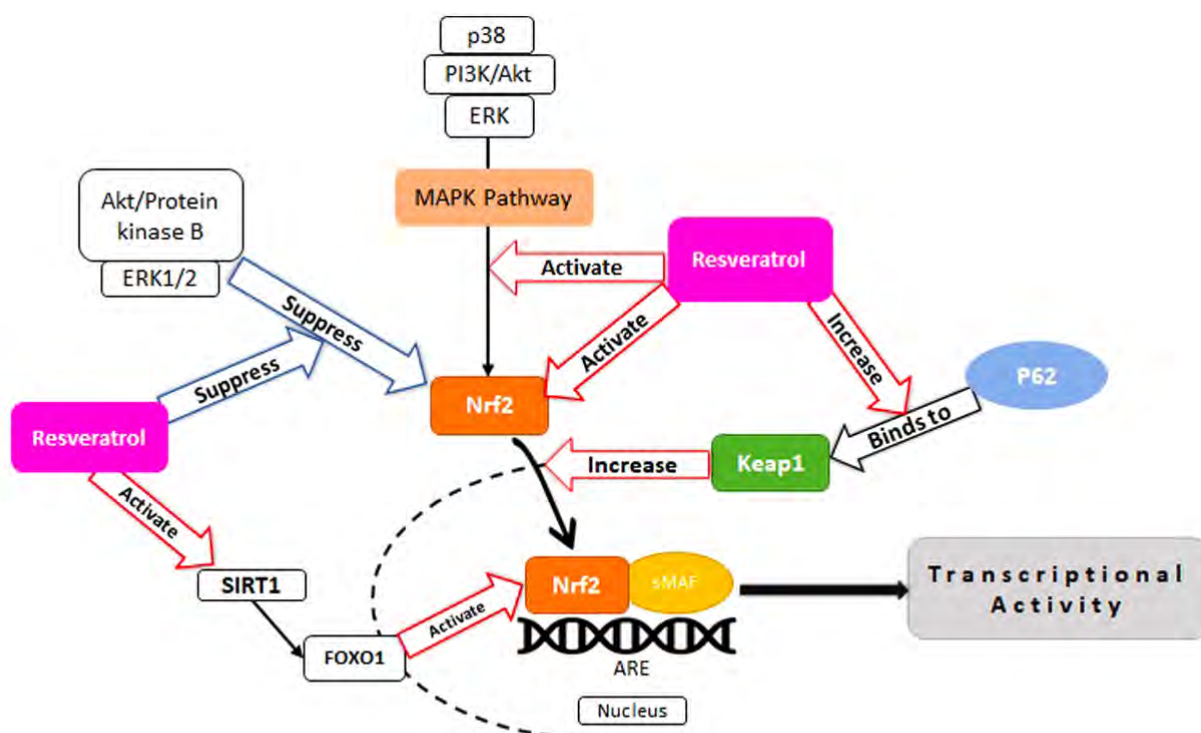 p38
PI3K/Akt
ERK
MAPK Pathway
Akt/Protein
kinase B
ERK1/2
Suppress
Suppress
Activate
Resveratrol
Activate
Increase
P62
Binds to
Nrf2
Resveratrol
Increase
Keap1
Activate
SIRT1
FOXO1
Activate
Nrf2
sMAF
Transcriptional
Activity
ARE
Nucleus